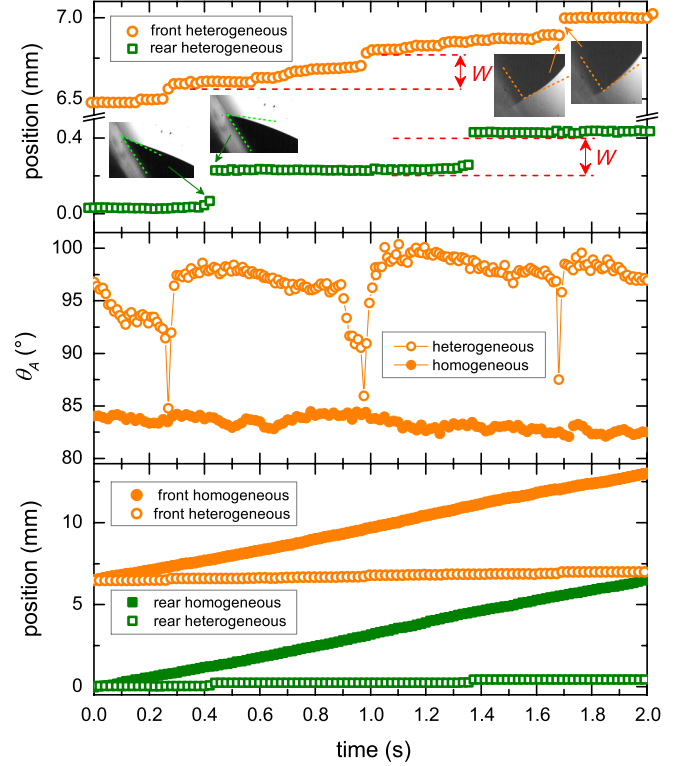 front heterogeneous
rear heterogeneous
7.0
6.5
0.4
0.0
position (mm)
W
W
100
95
90
85
80
θA (°)
heterogeneous
homogeneous
front homogeneous
front heterogeneous
rear homogeneous
rear heterogeneous
10
5
0
position (mm)
0.0 0.2 0.4 0.6 0.8 1.0 1.2 1.4 1.6 1.8 2.0
time (s)